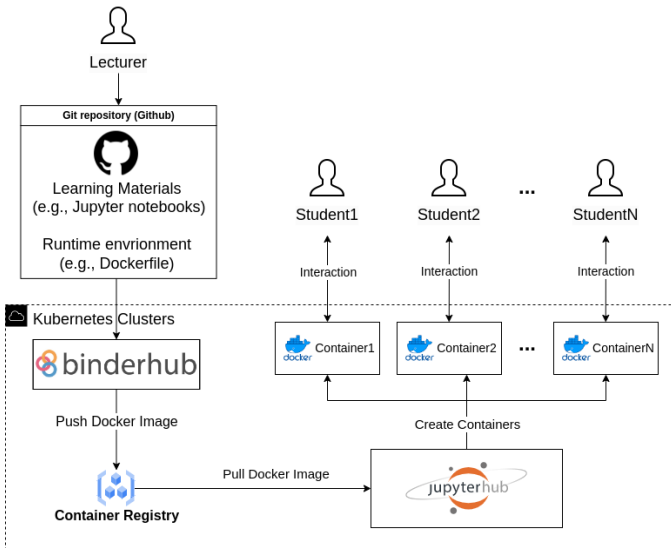 Lecturer
Git repository (Github)
Learning Materials
(e.g., Jupyter notebooks)
Runtime envrionment
(e.g., Dockerfile)
Student1
Student2
...
StudentN
Interaction
Interaction
Interaction
Kubernetes Clusters
binderhub
docker
Container1
docker
Container2
...
docker
ContainerN
Push Docker Image
Create Containers
Pull Docker Image
jupyterhub
Container Registry